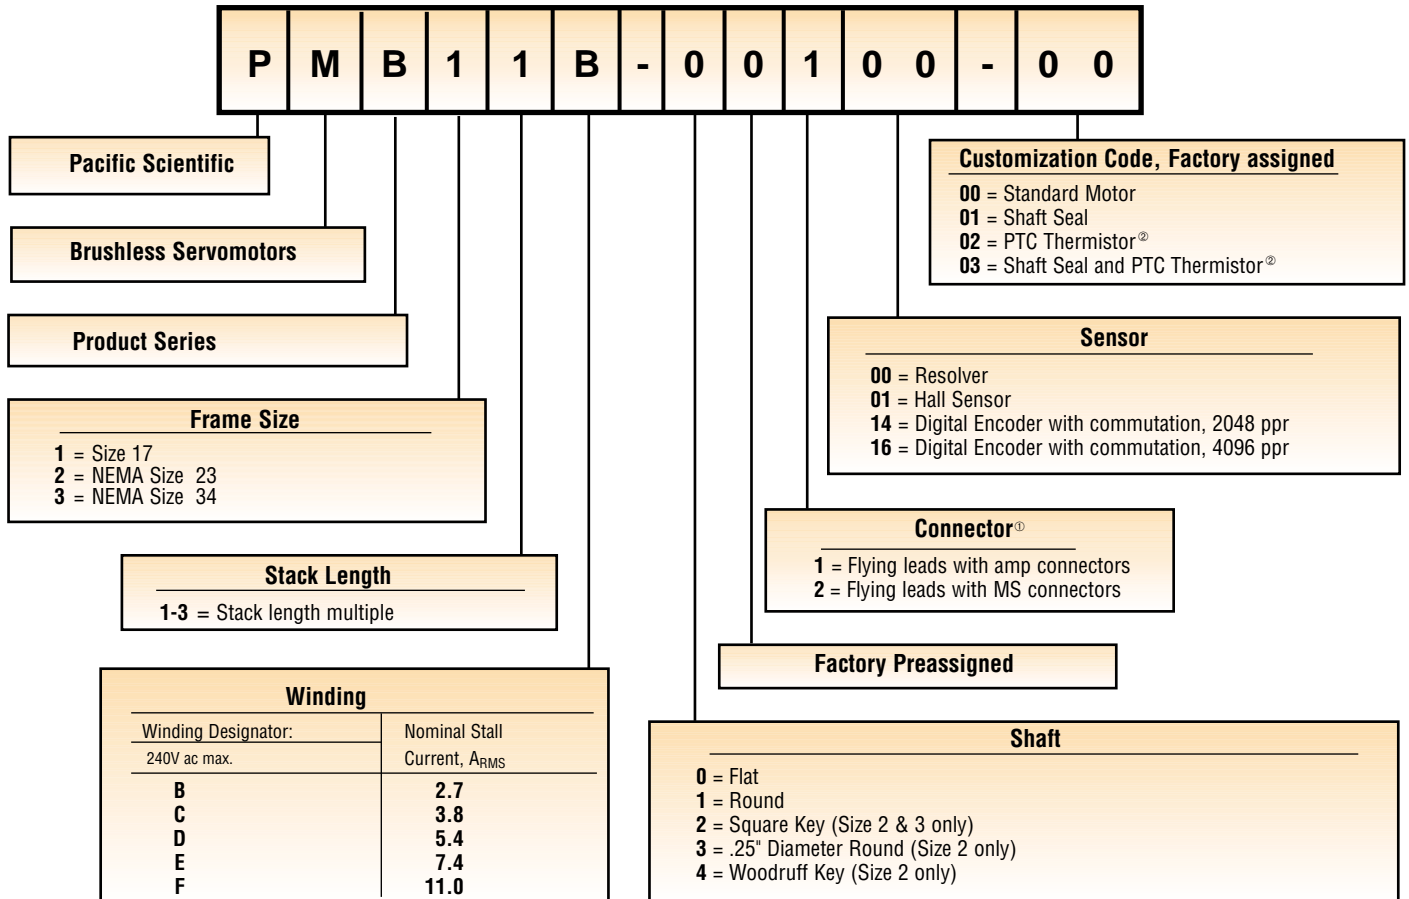 P M B 1 1 B - 0 0 1 0 0 - 0 0
Pacific Scientific
Brushless Servomotors
Product Series
Frame Size
1 = Size 17
2 = NEMA Size 23
3 = NEMA Size 34
Stack Length
1-3 = Stack length multiple
Winding
Winding Designator:
240V ac max.
Nominal Stall
Current, ARMS
B 2.7
C 3.8
D 5.4
E 7.4
F 11.0
Customization Code, Factory assigned
00 = Standard Motor
01 = Shaft Seal
02 = PTC Thermistor②
03 = Shaft Seal and PTC Thermistor②
Sensor
00 = Resolver
01 = Hall Sensor
14 = Digital Encoder with commutation, 2048 ppr
16 = Digital Encoder with commutation, 4096 ppr
Connector①
1 = Flying leads with amp connectors
2 = Flying leads with MS connectors
Factory Preassigned
Shaft
0 = Flat
1 = Round
2 = Square Key (Size 2 & 3 only)
3 = .25" Diameter Round (Size 2 only)
4 = Woodruff Key (Size 2 only)